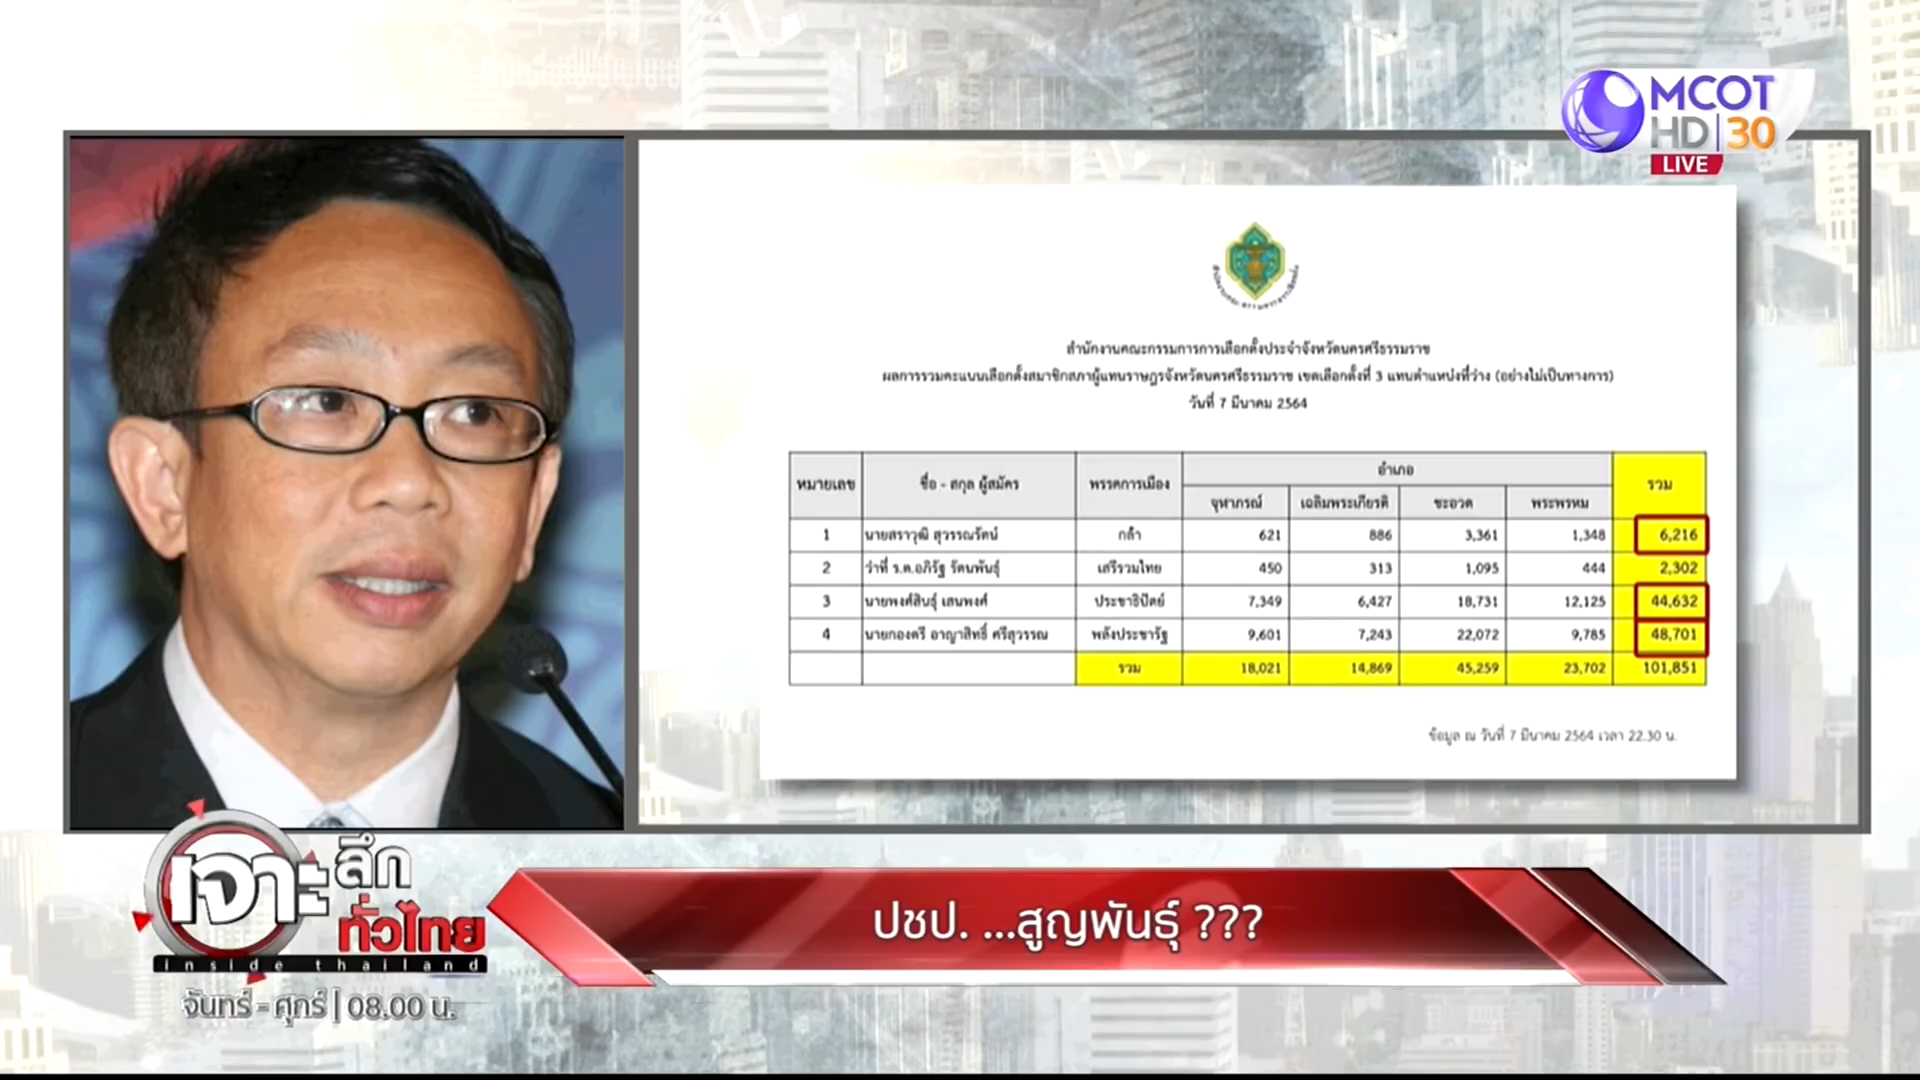 MCOT
HD 30
LIVE
สำนักงานคณะกรรมการการเลือกตั้งประจำจังหวัดนครศรีธรรมราช
ผลการรวมคะแนนเลือกตั้งสมาชิกสภาผู้แทนราษฎรจังหวัดนครศรีธรรมราช เขตเลือกตั้งที่ 3 แทนตำแหน่งที่ว่าง (อย่างไม่เป็นทางการ)
วันที่ 7 มีนาคม 2564
หมายเลข ชื่อ - สกุล ผู้สมัคร พรรคการเมือง อำเภอ รวม
จุฬาภรณ์ เฉลิมพระเกียรติ ชะอวด พระพรหม
1 นายสราวุฒิ สุวรรณรัตน์ กล้า 621 886 3,361 1,348 6,216
2 ว่าที่ ร.ต.อภิรัฐ รัตนพันธุ์ เสรีรวมไทย 450 313 1,095 444 2,302
3 นายพงศ์สินธุ์ เสนพงศ์ ประชาธิปัตย์ 7,349 6,427 18,731 12,125 44,632
4 นายกองตรี อาญาสิทธิ์ ศรีสุวรรณ พลังประชารัฐ 9,601 7,243 22,072 9,785 48,701
รวม 18,021 14,869 45,259 23,702 101,851
ข้อมูล ณ วันที่ 7 มีนาคม 2564 เวลา 22.30 น.
เจาะลึก
ทั่วไทย
inside thailand
จันทร์ - ศุกร์ | 08.00 น.
ปชป. ...สูญพันธุ์ ???